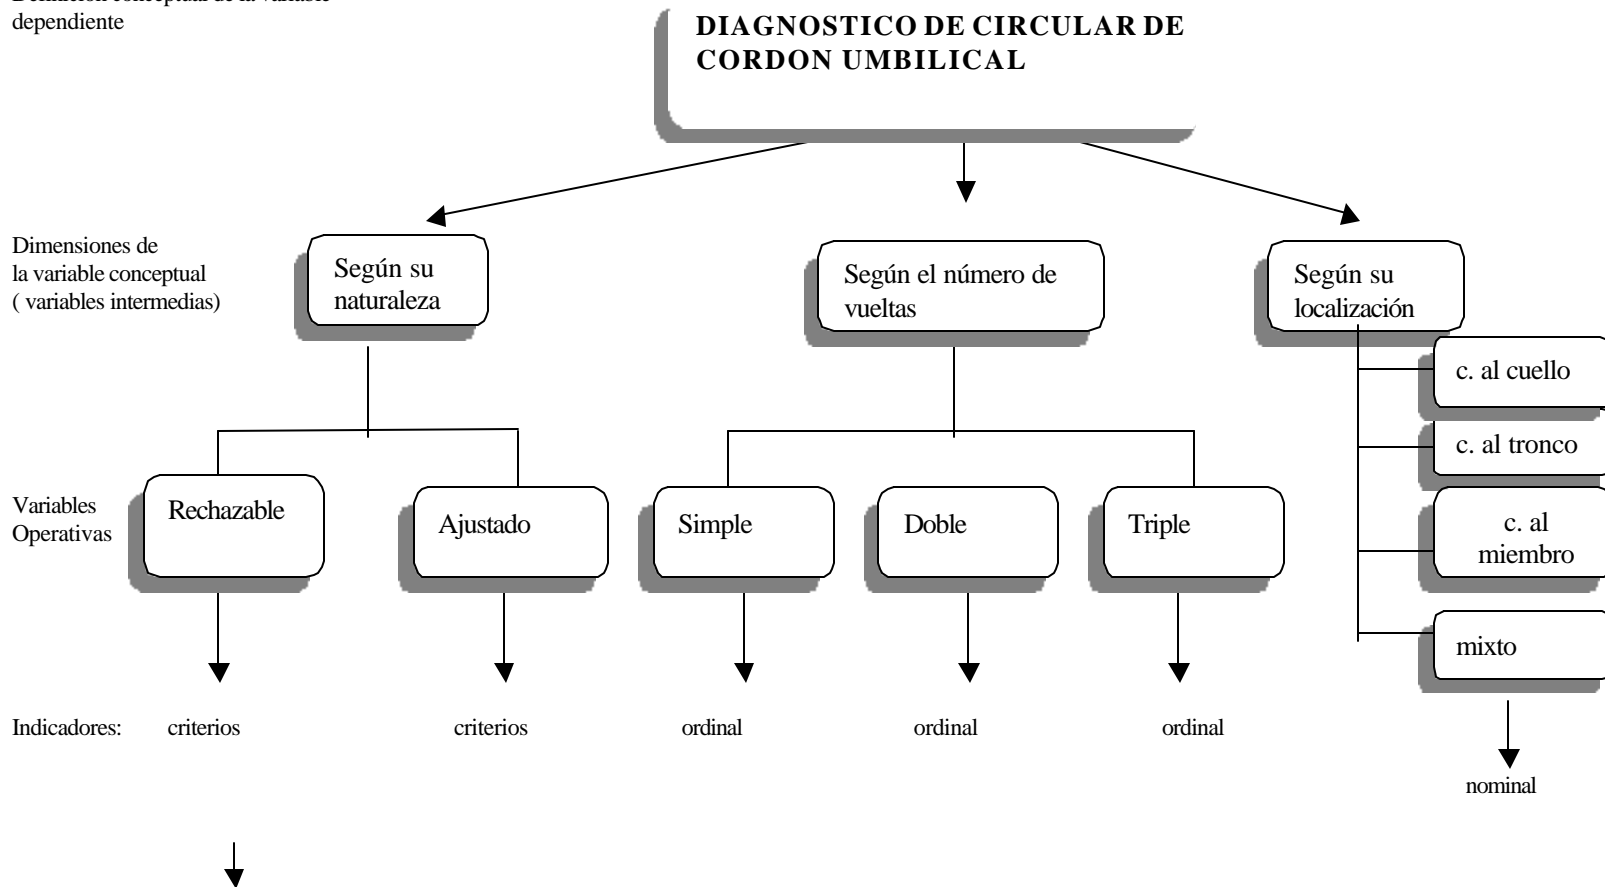 dependiente
DIAGNOSTICO DE CIRCULAR DE
CORDON UMBILICAL
Dimensiones de
la variable conceptual
( variables intermedias)
Según su
naturaleza
Según el número de
vueltas
Según su
localización
c. al cuello
c. al tronco
c. al
miembro
mixto
Variables
Operativas
Rechazable
Ajustado
Simple
Doble
Triple
Indicadores:
criterios
criterios
ordinal
ordinal
ordinal
nominal